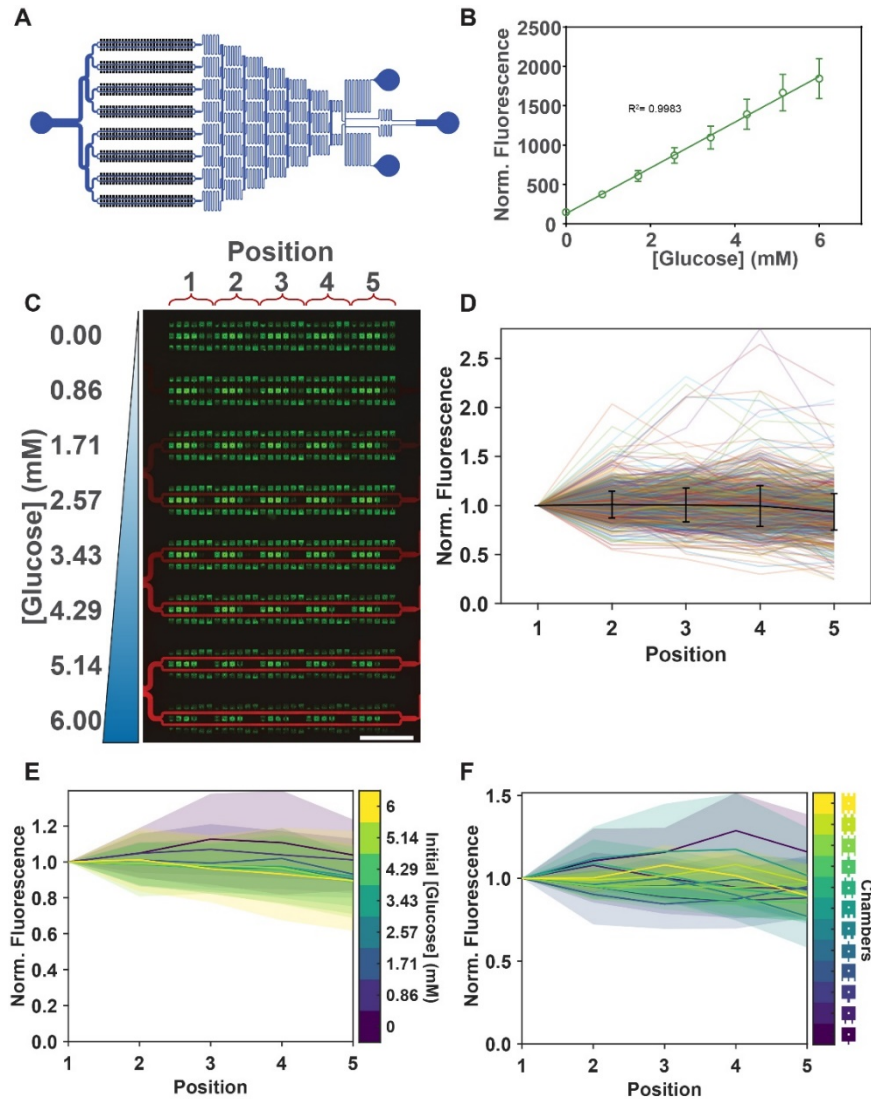 A
B
Norm. Fluorescence
2500
2000
1500
1000
500
0
R²= 0.9983
0 2 4 6
[Glucose] (mM)
Position
1 2 3 4 5
C
[Glucose] (mM)
0.00
0.86
1.71
2.57
3.43
4.29
5.14
6.00
D
Norm. Fluorescence
2.5
2.0
1.5
1.0
0.5
0.0
1 2 3 4 5
Position
E
Norm. Fluorescence
1.2
1.0
0.8
0.6
0.4
0.2
0.0
1 2 3 4 5
Position
6
5.14
4.29
3.43
2.57
1.71
0.86
0
Initial [Glucose] (mM)
F
Norm. Fluorescence
1.5
1.0
0.5
0.0
1 2 3 4 5
Position
Chambers